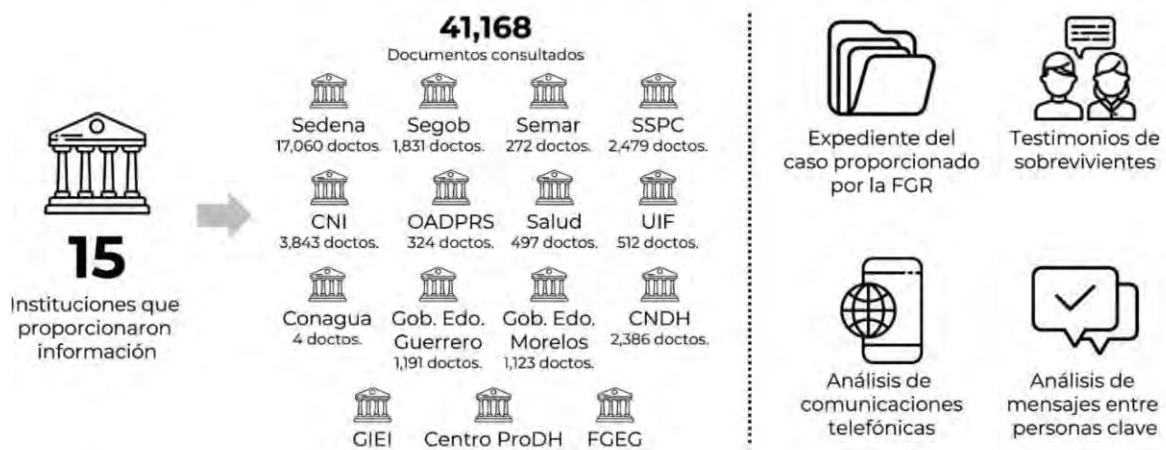 41,168
Documentos consultados
Sedena
17,060 doctos.
Segob
1,831 doctos.
Semar
272 doctos.
SSPC
2,479 doctos.
CNI
3,843 doctos.
OADPRS
324 doctos.
Salud
497 doctos.
UIF
512 doctos.
Conagua
4 doctos.
Gob. Edo.
Guerrero
1,191 doctos.
Gob. Edo.
Morelos
1,123 doctos.
CNDH
2,386 doctos.
GIEI
Centro ProDH
FGEG
15
Instituciones que
proporcionaron
información
Expediente del
caso proporcionado
por la FGR
Testimonios de
sobrevivientes
Análisis de
comunicaciones
telefónicas
Análisis de
mensajes entre
personas clave